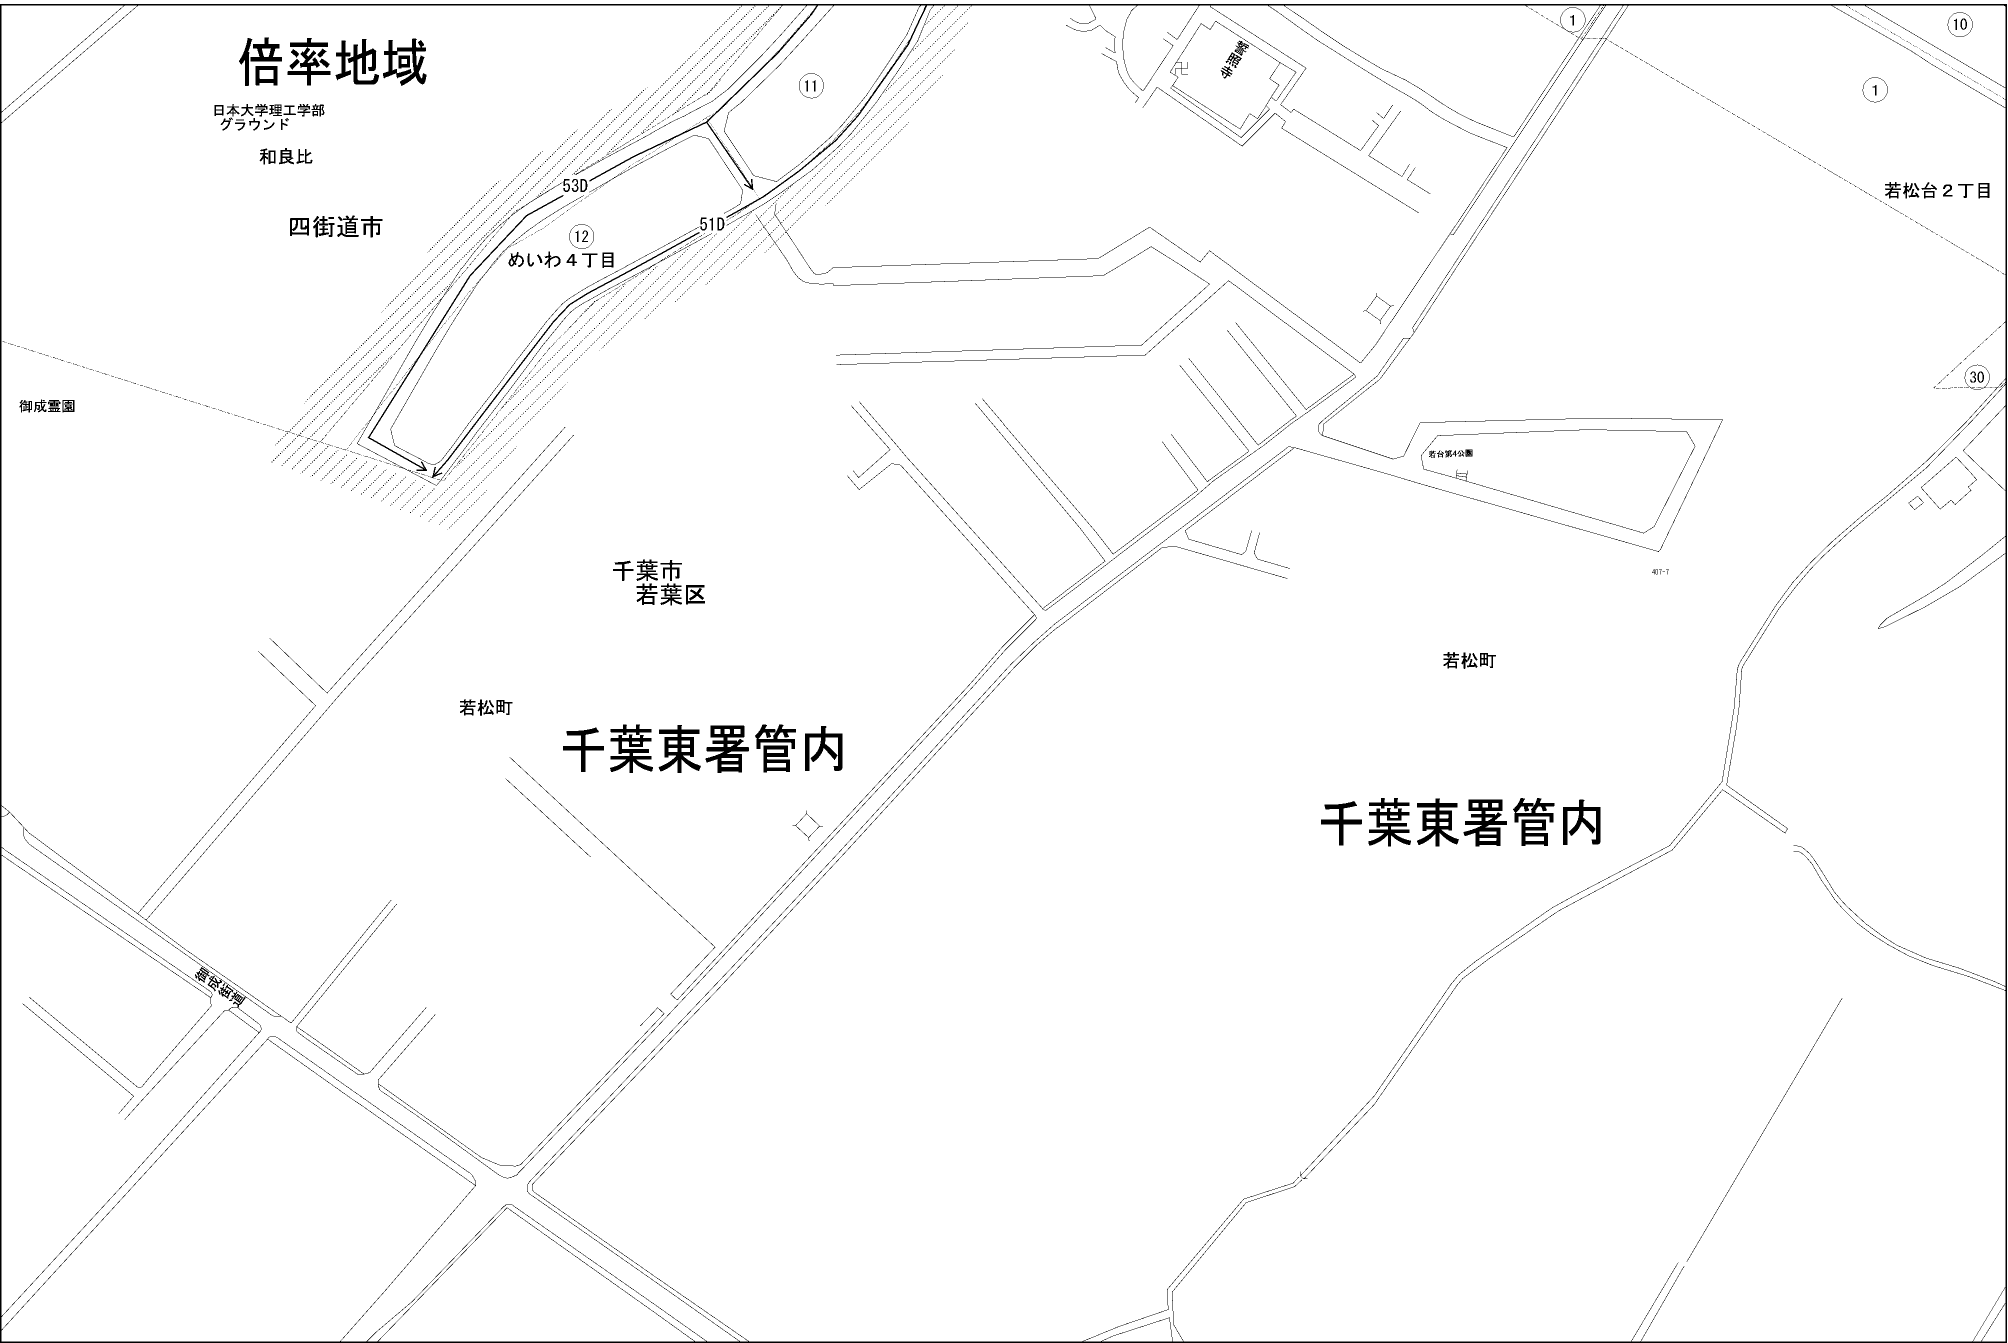 倍率地域
日本大学理工学部
グラウンド
和良比
四街道市
1
10
11
1
若松台2丁目
53D
51D
12
めいわ4丁目
30
御成霊園
若台第4公園
千葉市
若葉区
407-7
若松町
若松町
千葉東署管内
千葉東署管内
御成街道